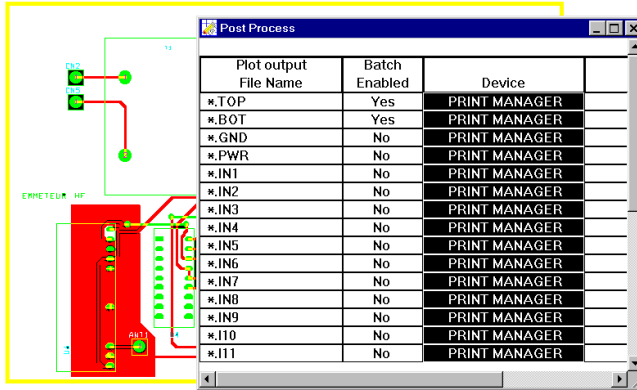 Post Process
Plot output File Name Batch Enabled Device
*.TOP Yes PRINT MANAGER
*.BOT Yes PRINT MANAGER
*.GND No PRINT MANAGER
*.PWR No PRINT MANAGER
*.IN1 No PRINT MANAGER
*.IN2 No PRINT MANAGER
*.IN3 No PRINT MANAGER
*.IN4 No PRINT MANAGER
*.IN5 No PRINT MANAGER
*.IN6 No PRINT MANAGER
*.IN7 No PRINT MANAGER
*.IN8 No PRINT MANAGER
*.IN9 No PRINT MANAGER
*.I10 No PRINT MANAGER
*.I11 No PRINT MANAGER
EN2
EN5
EMMETEUR HF
ANT1